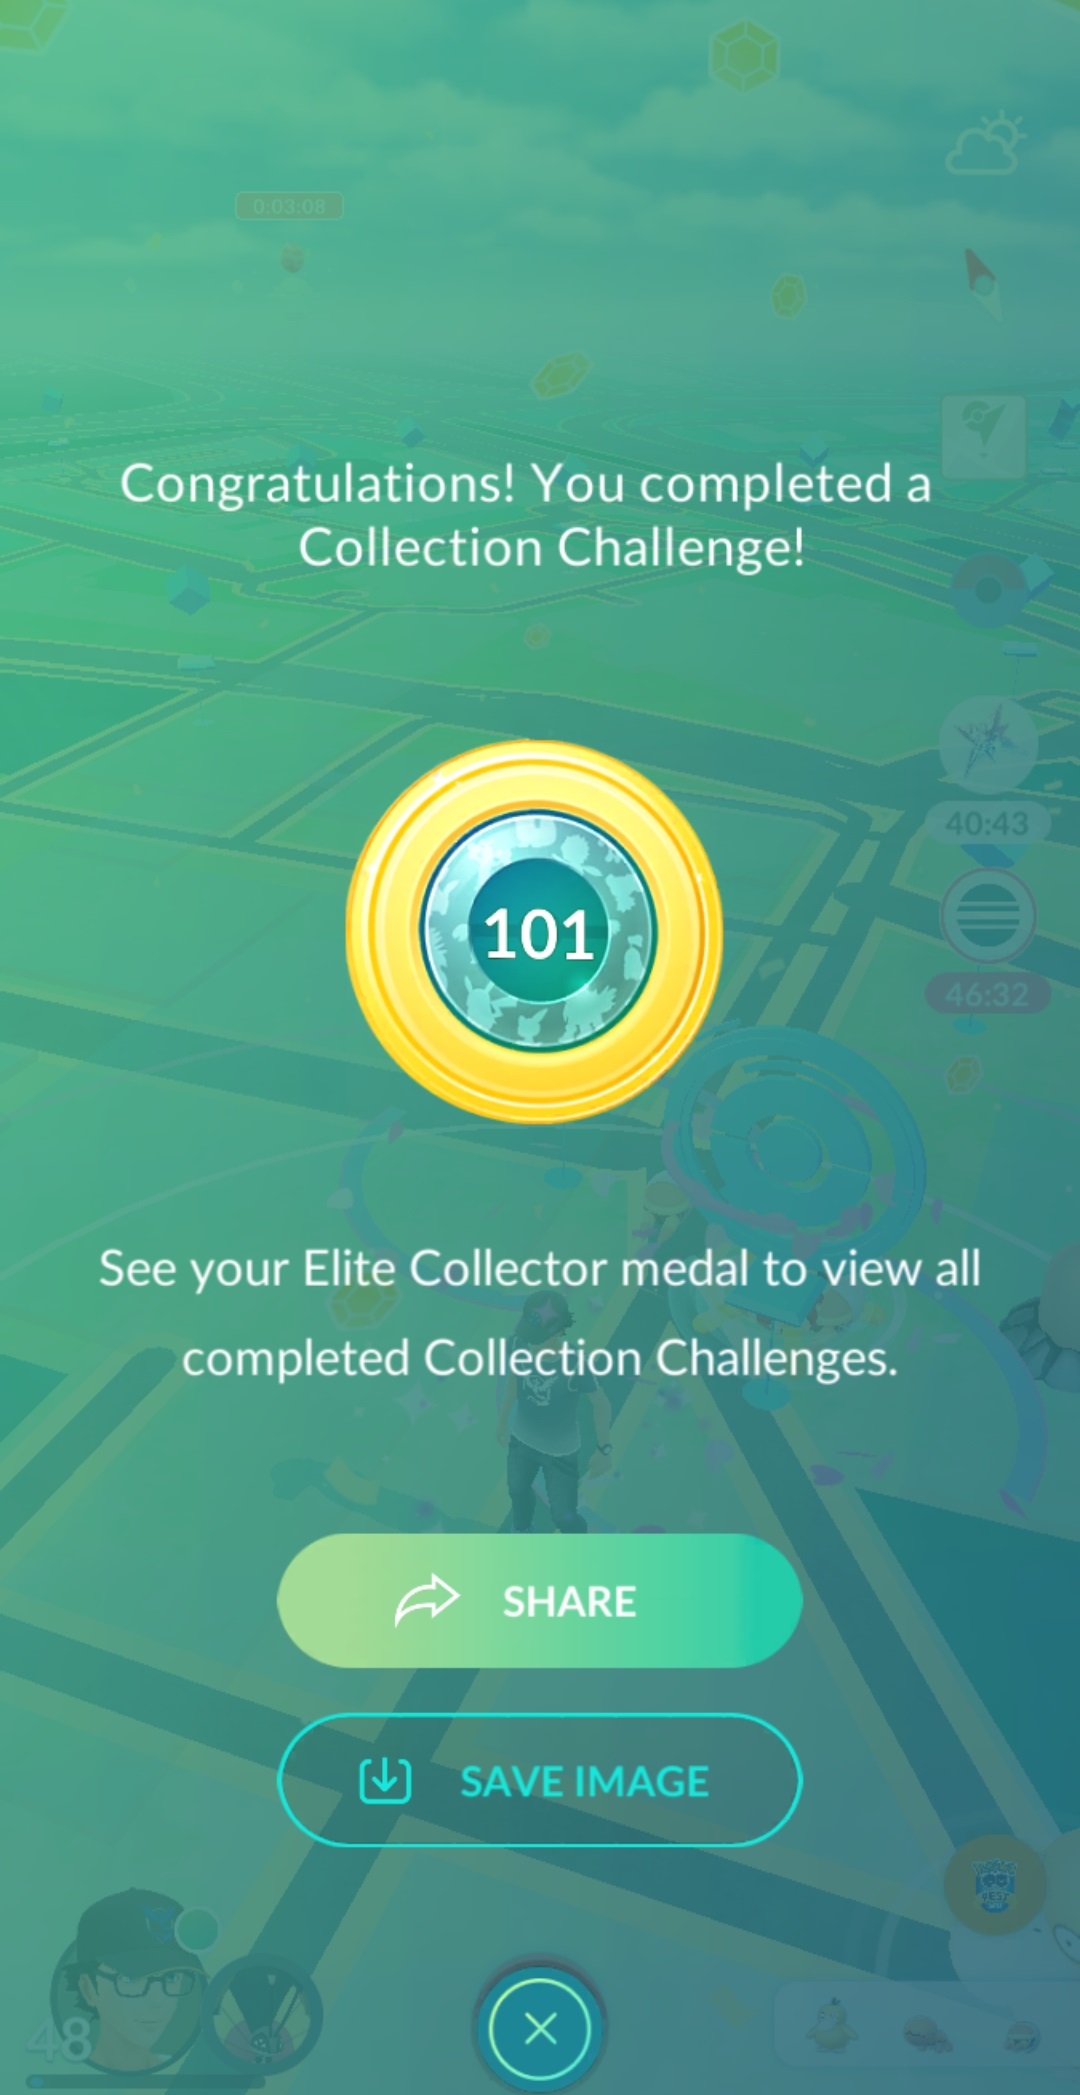 0:03:08
Congratulations! You completed a
Collection Challenge!
40:43
101
46:32
See your Elite Collector medal to view all
completed Collection Challenges.
SHARE
SAVE IMAGE
48